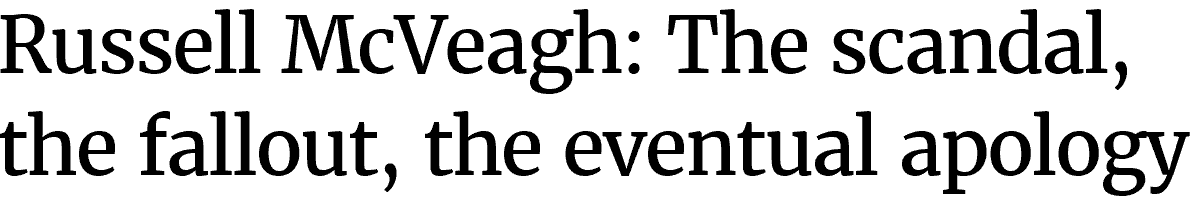 Russell McVeagh: The scandal,
the fallout, the eventual apology